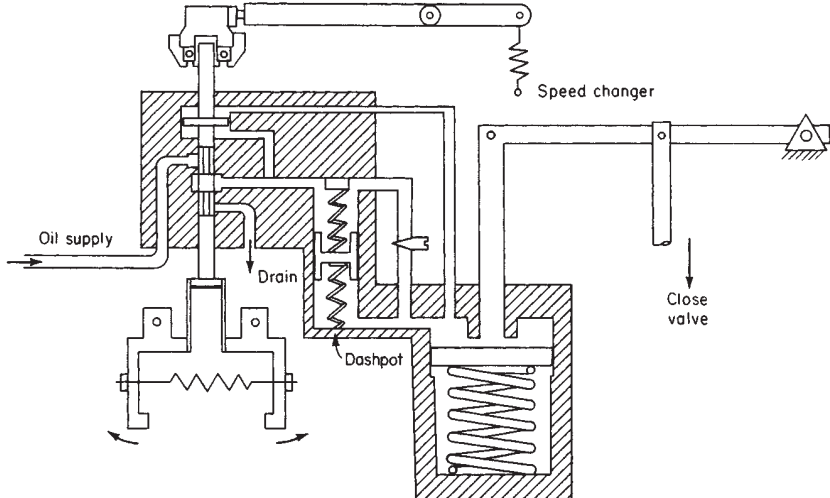 Speed changer
Oil supply
Drain
Close
valve
Dashpot